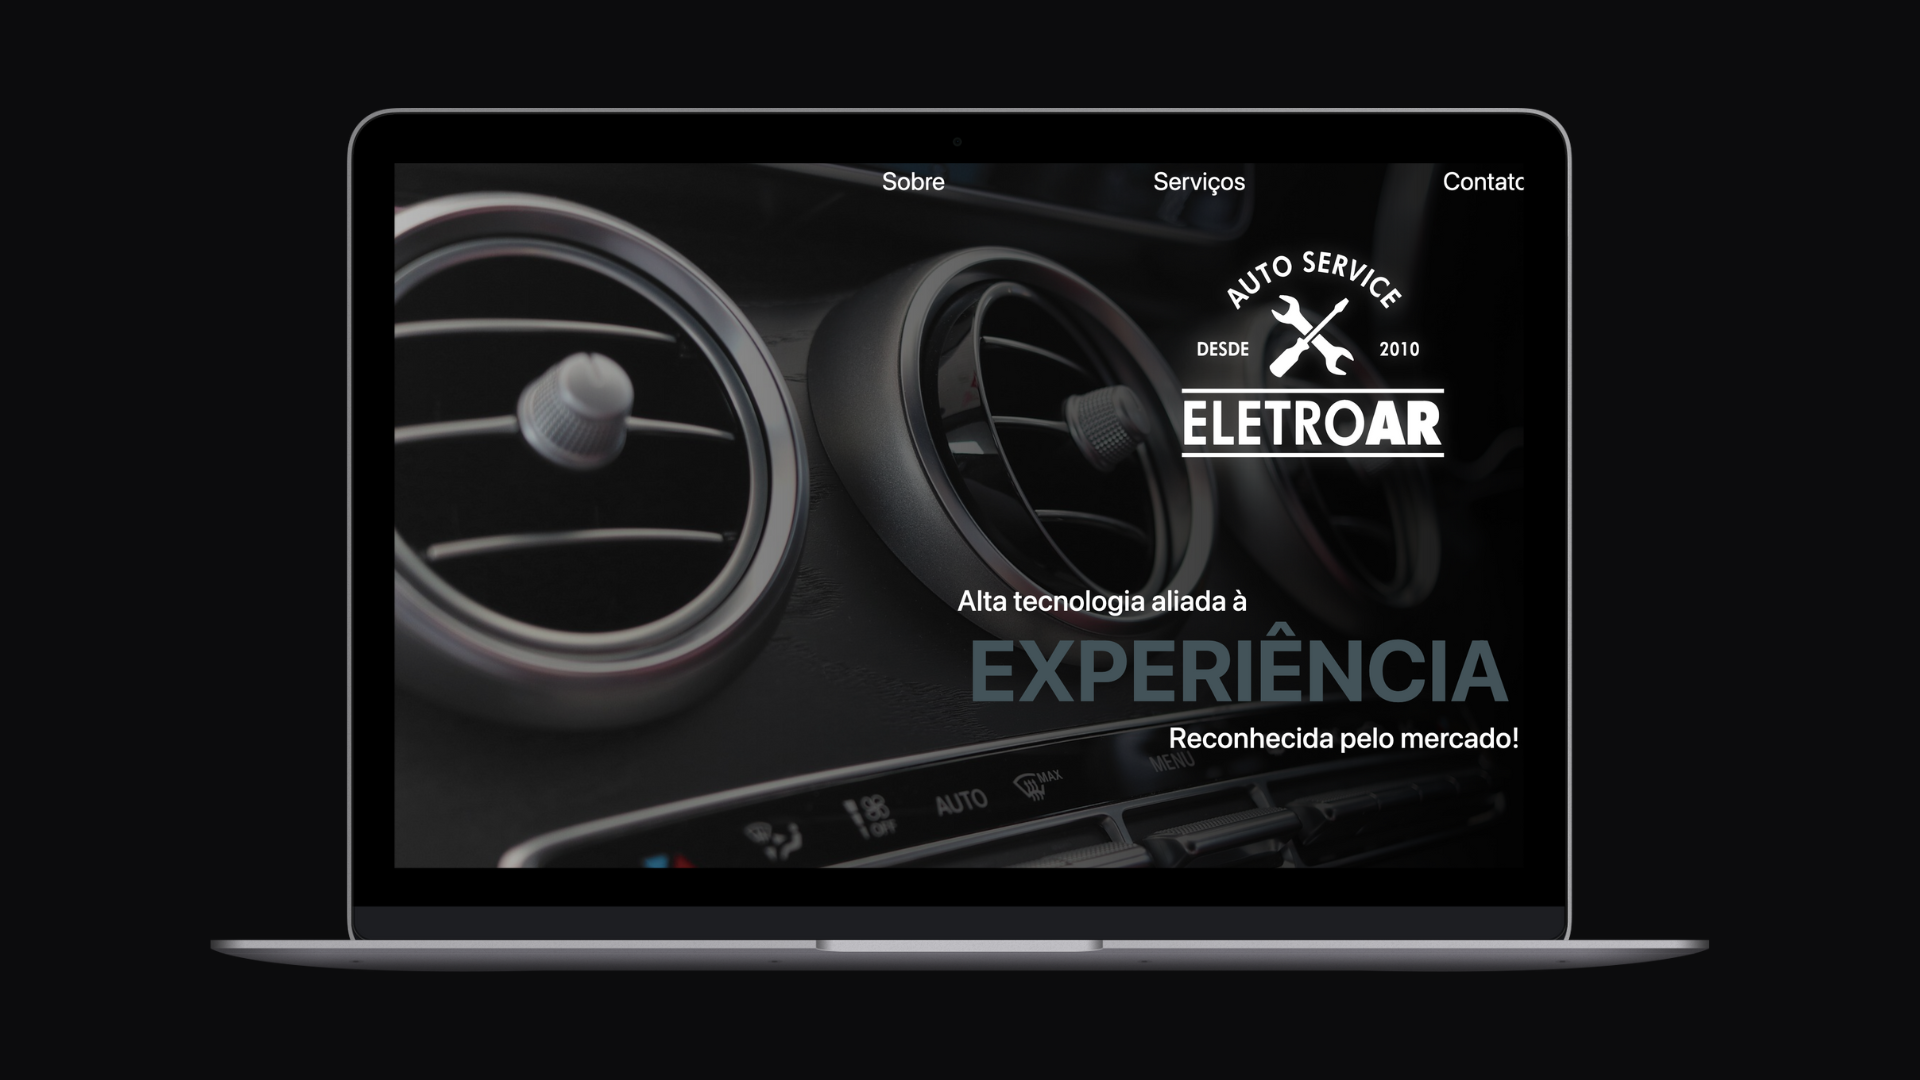 Sobre
Serviços
Contato
AUTO SERVICE
DESDE
2010
ELETROAR
Alta tecnologia aliada à
EXPERIÊNCIA
Reconhecida pelo mercado!
MENU
MAX
AUTO
OFF